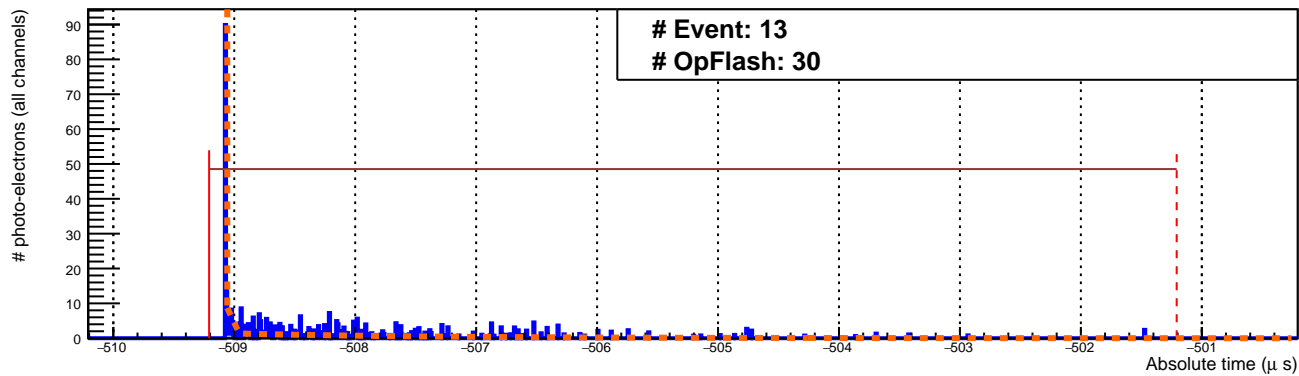 # Event: 13
# OpFlash: 30
# photo-electrons (all channels)
90
80
70
60
50
40
30
20
10
0
–510 –509 –508 –507 –506 –505 –504 –503 –502 –501
Absolute time (μ s)